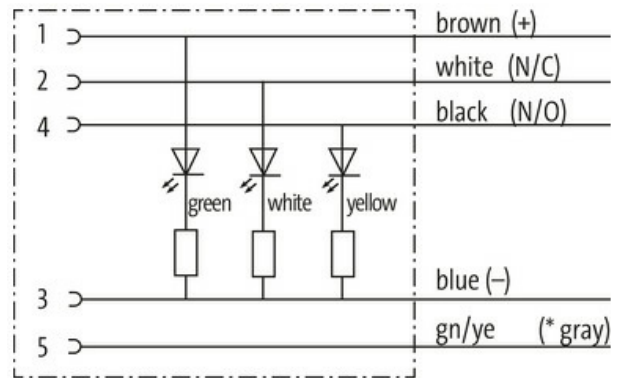 1 brown (+)
2 white (N/C)
4 black (N/O)
green white yellow
3 blue (–)
5 gn/ye (* gray)